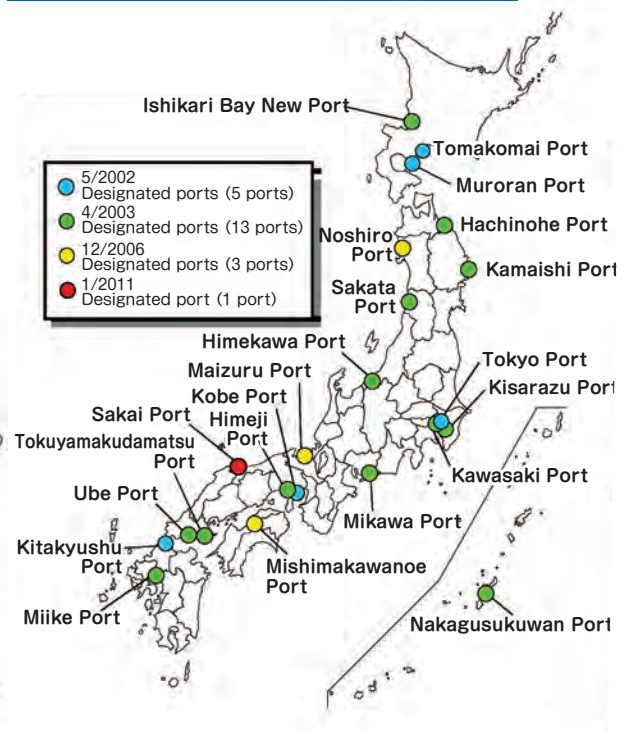 Ishikari Bay New Port
Tomakomai Port
Muroran Port
5/2002
Designated ports (5 ports)
4/2003
Designated ports (13 ports)
12/2006
Designated ports (3 ports)
1/2011
Designated port (1 port)
Hachinohe Port
Noshiro
Port
Kamaishi Port
Sakata
Port
Himekawa Port
Tokyo Port
Maizuru Port
Kisarazu Port
Kobe Port
Sakai Port
Himeji
Port
Tokuyamakudamatsu
Port
Kawasaki Port
Ube Port
Mikawa Port
Kitakyushu
Port
Mishimakawanoe
Port
Miike Port
Nakagusukuwan Port